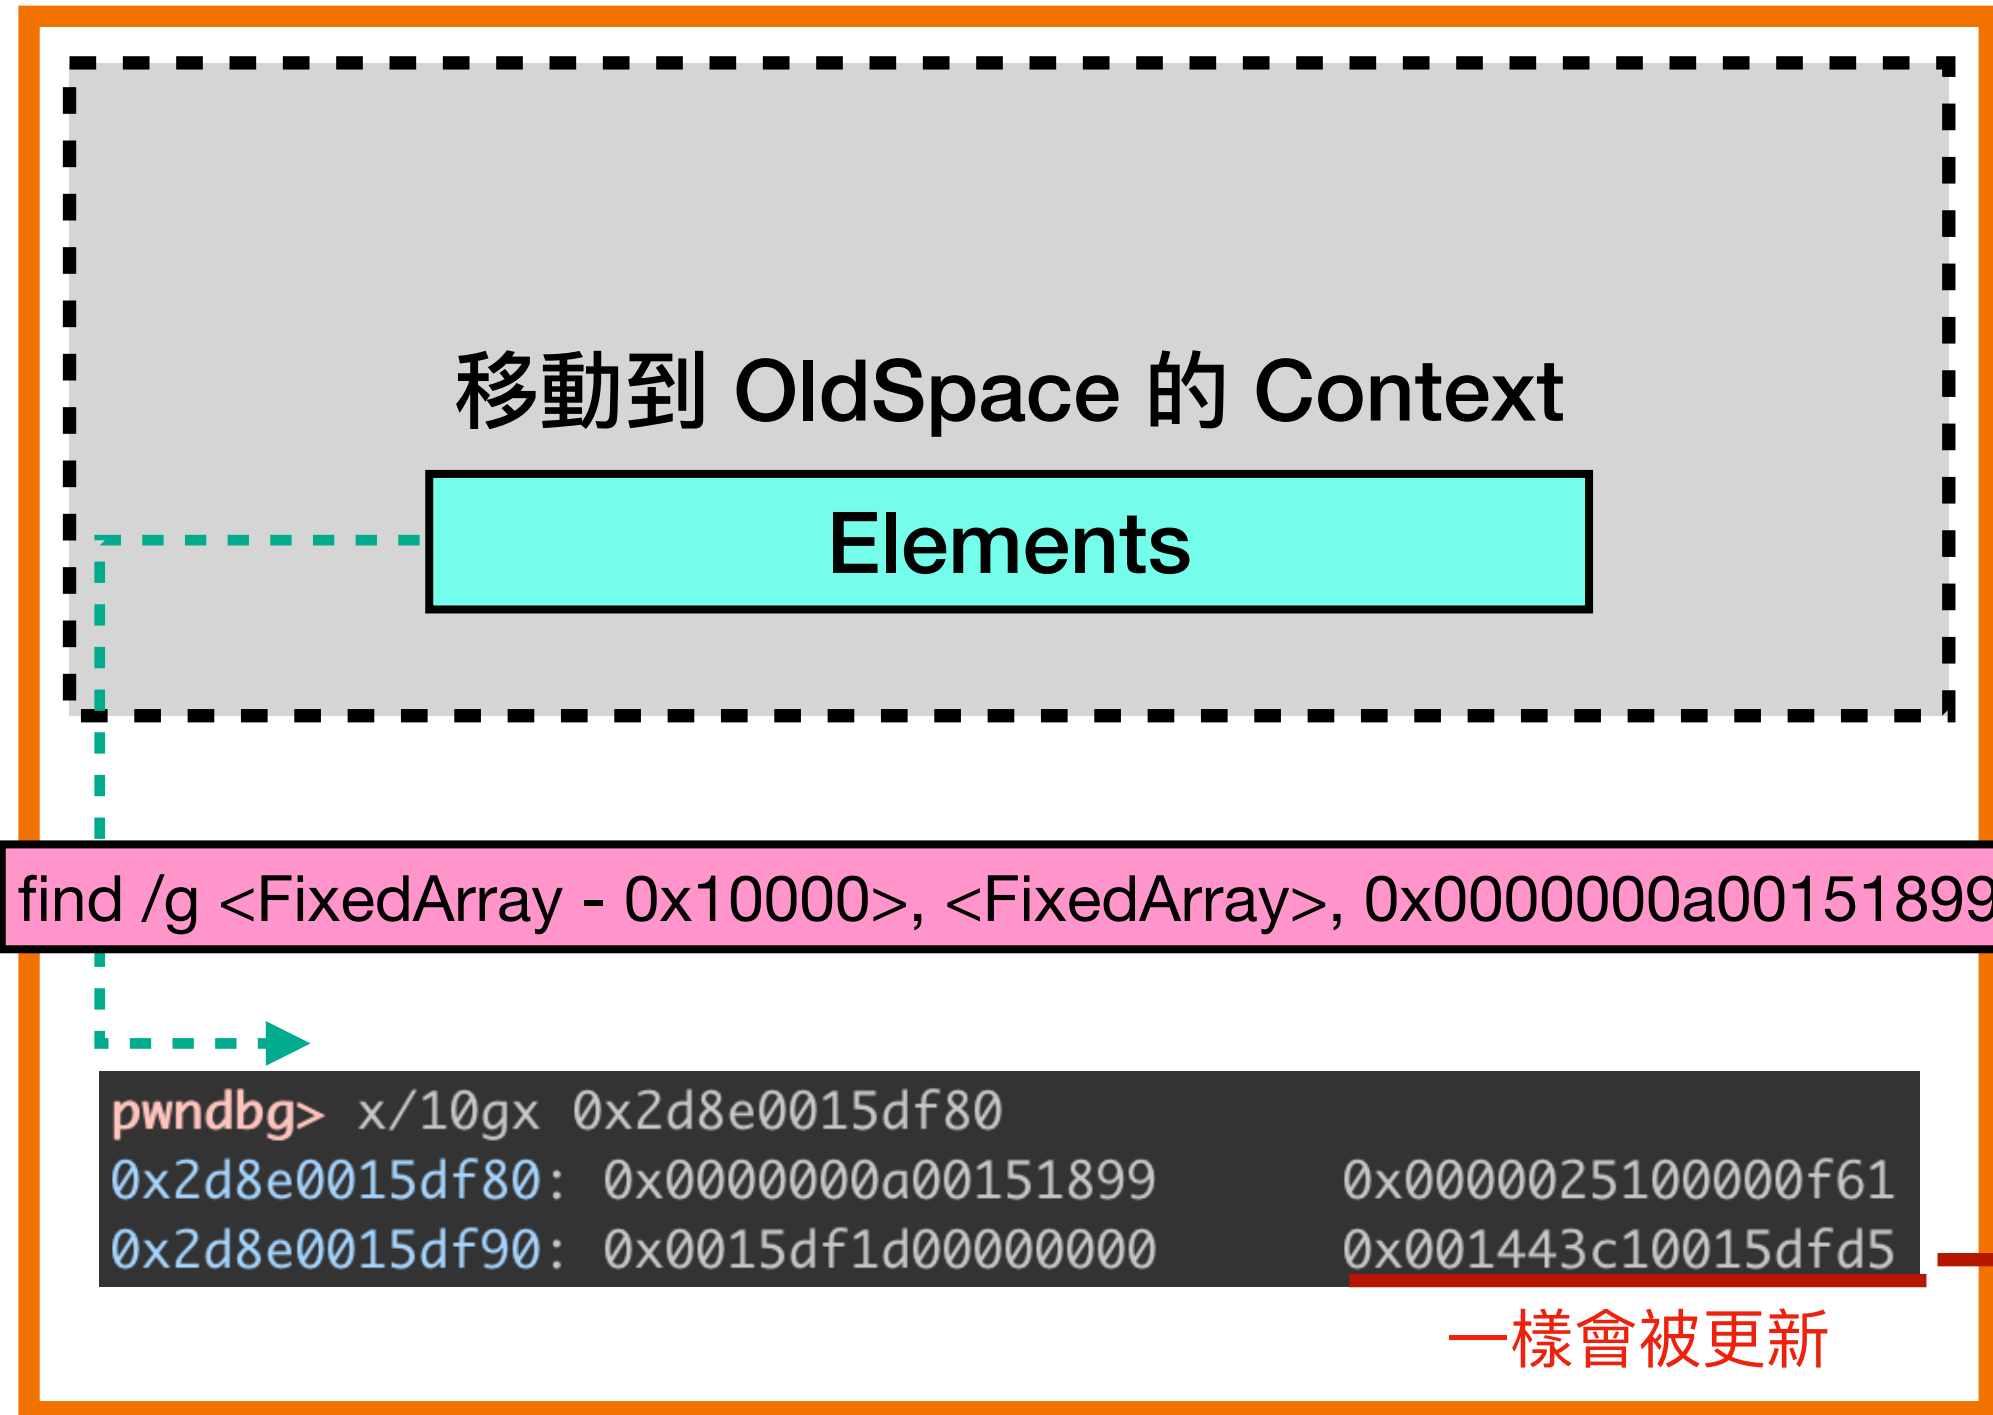 移動到 OldSpace 的 Context
Elements
find /g <FixedArray - 0x10000>, <FixedArray>, 0x0000000a00151899
pwndbg> x/10gx 0x2d8e0015df80
0x2d8e0015df80: 0x0000000a00151899 0x0000025100000f61
0x2d8e0015df90: 0x0015df1d00000000 0x001443c10015dfd5
一樣會被更新